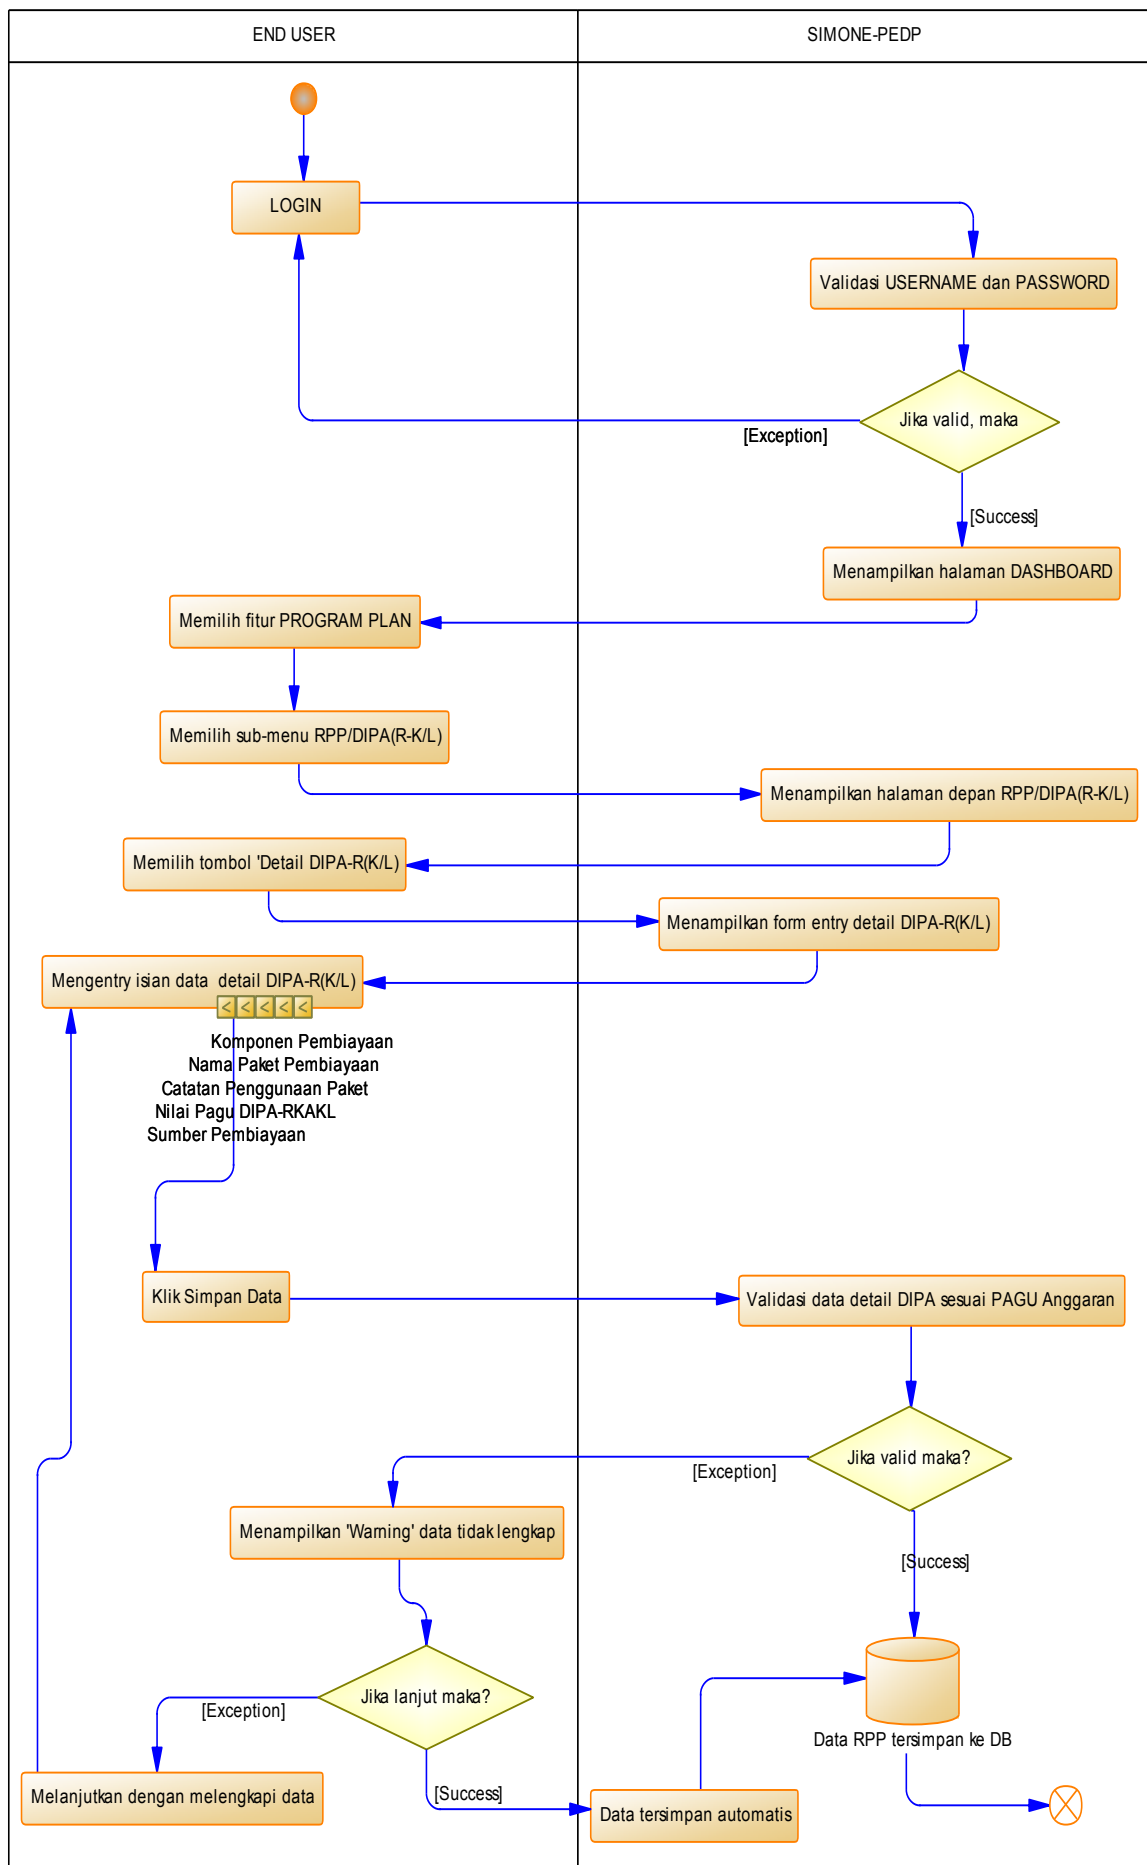 END USER
SIMONE-PEDP
LOGIN
Validasi USERNAME dan PASSWORD
Jika valid, maka
[Exception]
[Success]
Menampilkan halaman DASHBOARD
Memilih fitur PROGRAM PLAN
Memilih sub-menu RPP/DIPA(R-K/L)
Menampilkan halaman depan RPP/DIPA(R-K/L)
Memilih tombol 'Detail DIPA-R(K/L)
Menampilkan form entry detail DIPA-R(K/L)
Mengentry isian data detail DIPA-R(K/L)
< < < < <
Komponen Pembiayaan
Nama Paket Pembiayaan
Catatan Penggunaan Paket
Nilai Pagu DIPA-RKAKL
Sumber Pembiayaan
Klik Simpan Data
Validasi data detail DIPA sesuai PAGU Anggaran
Jika valid maka?
[Exception]
Menampilkan 'Warning' data tidak lengkap
[Success]
Jika lanjut maka?
[Exception]
Data RPP tersimpan ke DB
Melanjutkan dengan melengkapi data
[Success]
Data tersimpan automatis